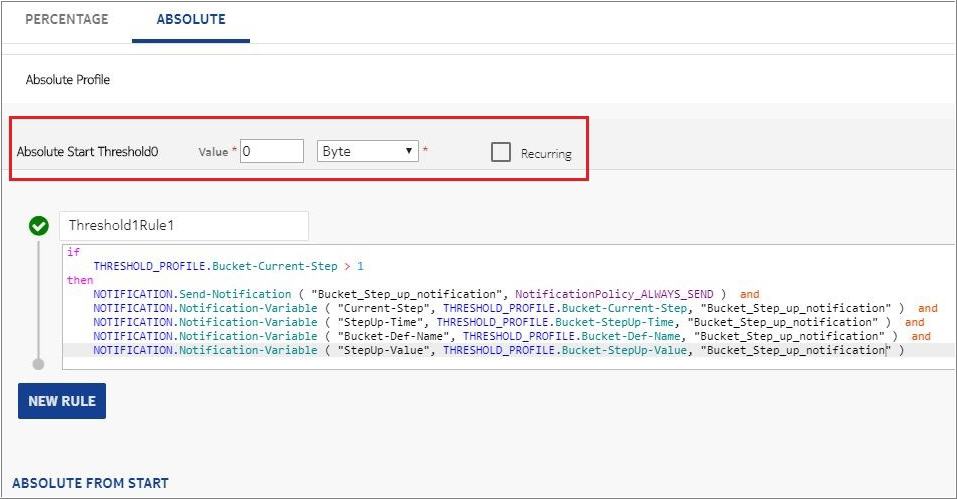 PERCENTAGE ABSOLUTE
Absolute Profile
Absolute Start Threshold0 Value * 0 Byte * Recurring
Threshold1Rule1
if
THRESHOLD_PROFILE.Bucket-Current-Step > 1
then
NOTIFICATION.Send-Notification ( "Bucket_Step_up_notification", NotificationPolicy_ALWAYS_SEND ) and
NOTIFICATION.Notification-Variable ( "Current-Step", THRESHOLD_PROFILE.Bucket-Current-Step, "Bucket_Step_up_notification" ) and
NOTIFICATION.Notification-Variable ( "StepUp-Time", THRESHOLD_PROFILE.Bucket-StepUp-Time, "Bucket_Step_up_notification" ) and
NOTIFICATION.Notification-Variable ( "Bucket-Def-Name", THRESHOLD_PROFILE.Bucket-Def-Name, "Bucket_Step_up_notification" ) and
NOTIFICATION.Notification-Variable ( "StepUp-Value", THRESHOLD_PROFILE.Bucket-StepUp-Value, "Bucket_Step_up_notification" )
NEW RULE
ABSOLUTE FROM START